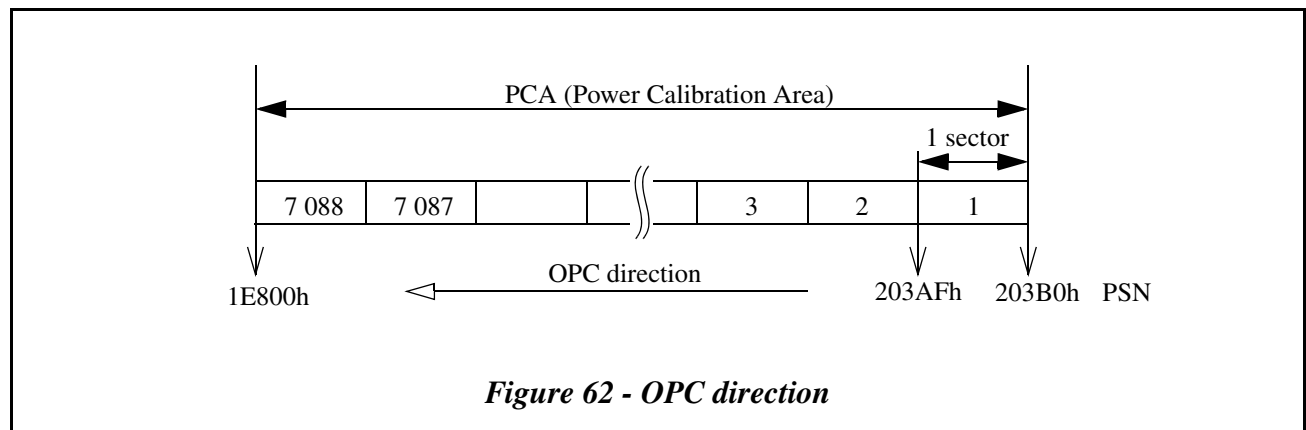 PCA (Power Calibration Area)
1 sector
7 088 7 087 3 2 1
OPC direction
1E800h 203AFh 203B0h PSN
Figure 62 - OPC direction